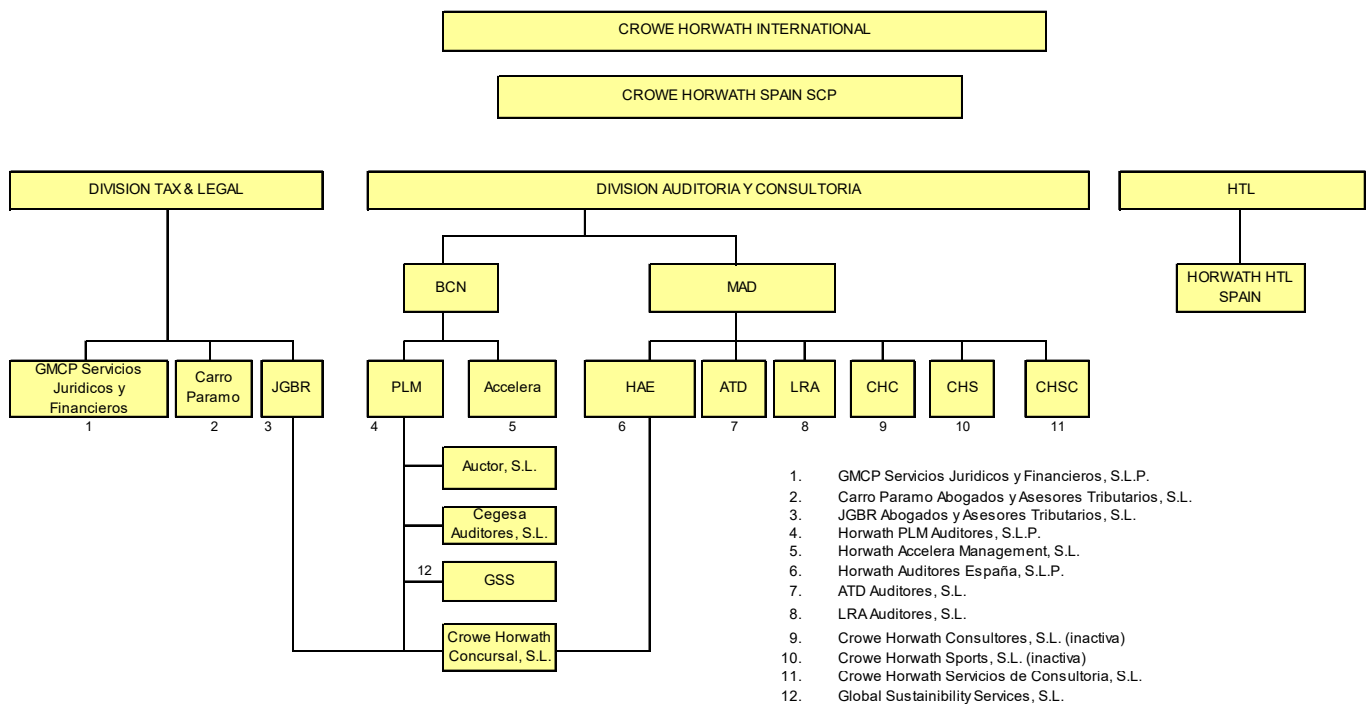 CROWE HORWATH INTERNATIONAL
CROWE HORWATH SPAIN SCP
DIVISION TAX & LEGAL
DIVISION AUDITORIA Y CONSULTORIA
HTL
BCN
MAD
HORWATH HTL
SPAIN
GMCP Servicios
Juridicos y
Financieros
Carro
Paramo
JGBR
PLM
Accelera
HAE
ATD
LRA
CHC
CHS
CHSC
1
2
3
4
5
6
7
8
9
10
11
Auctor, S.L.
Cegesa
Auditores, S.L.
12
GSS
Crowe Horwath
Concursal, S.L.
1. GMCP Servicios Juridicos y Financieros, S.L.P.
2. Carro Paramo Abogados y Asesores Tributarios, S.L.
3. JGBR Abogados y Asesores Tributarios, S.L.
4. Horwath PLM Auditores, S.L.P.
5. Horwath Accelera Management, S.L.
6. Horwath Auditores España, S.L.P.
7. ATD Auditores, S.L.
8. LRA Auditores, S.L.
9. Crowe Horwath Consultores, S.L. (inactiva)
10. Crowe Horwath Sports, S.L. (inactiva)
11. Crowe Horwath Servicios de Consultoria, S.L.
12. Global Sustainibility Services, S.L.